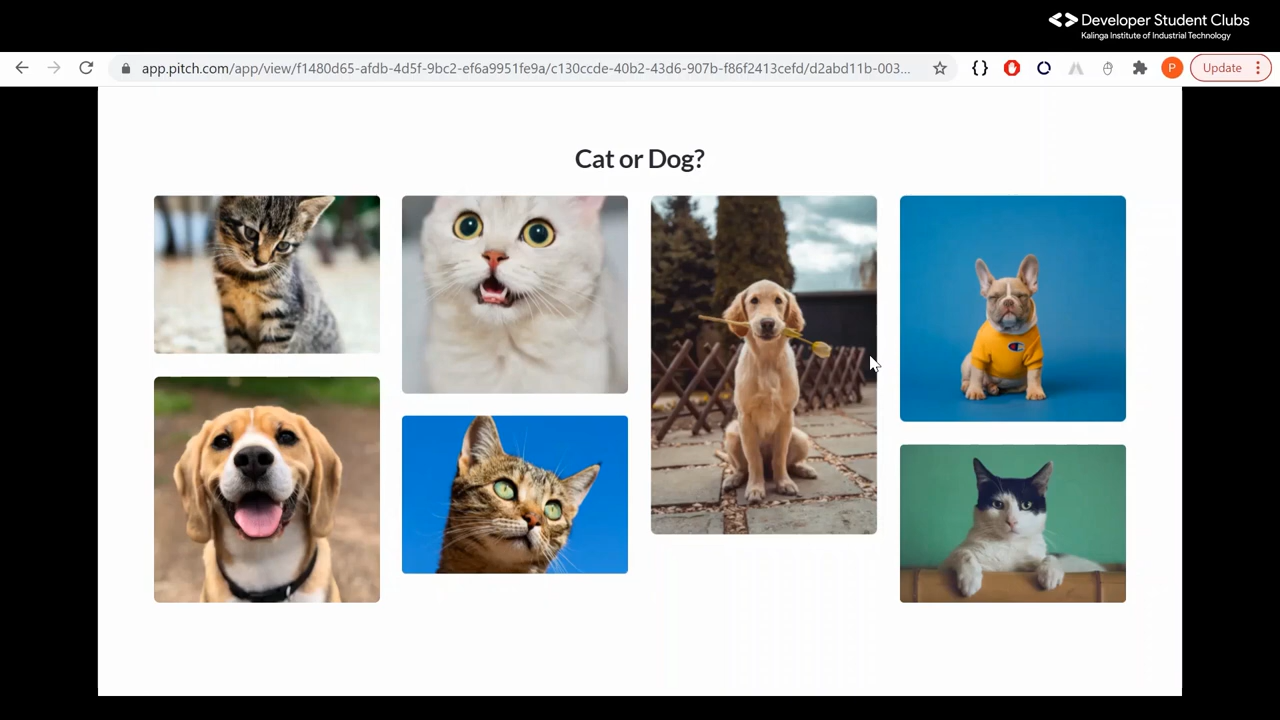 Developer Student Clubs
Kalinga Institute of Industrial Technology
app.pitch.com/app/view/f1480d65-afdb-4d5f-9bc2-ef6a9951fe9a/c130ccde-40b2-43d6-907b-f86f2413cefd/d2abd11b-003...
P
Update
Cat or Dog?